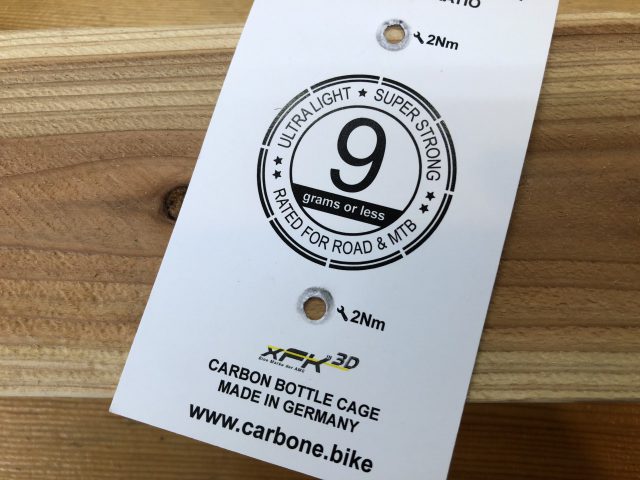 2Nm
ULTRA LIGHT ★ SUPER STRONG
9
grams or less
RATED FOR ROAD & MTB
2Nm
XFK in 3D
CARBON BOTTLE CAGE
MADE IN GERMANY
www.carbone.bike